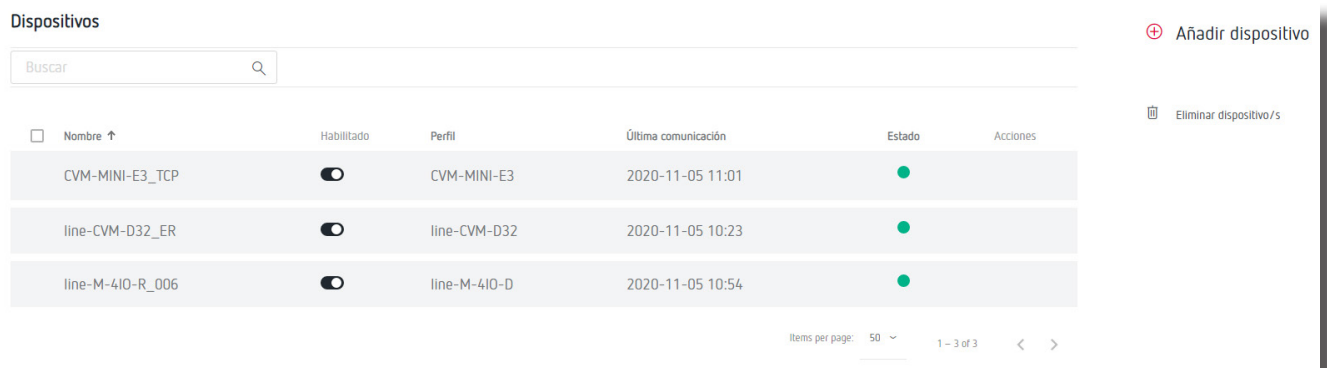 Dispositivos
Añadir dispositivo
Buscar
Eliminar dispositivo/s
Nombre ↑ Habilitado Perfil Última comunicación Estado Acciones
CVM-MINI-E3_TCP CVM-MINI-E3 2020-11-05 11:01
line-CVM-D32_ER line-CVM-D32 2020-11-05 10:23
line-M-4IO-R_006 line-M-4IO-D 2020-11-05 10:54
Items per page: 50 1 – 3 of 3